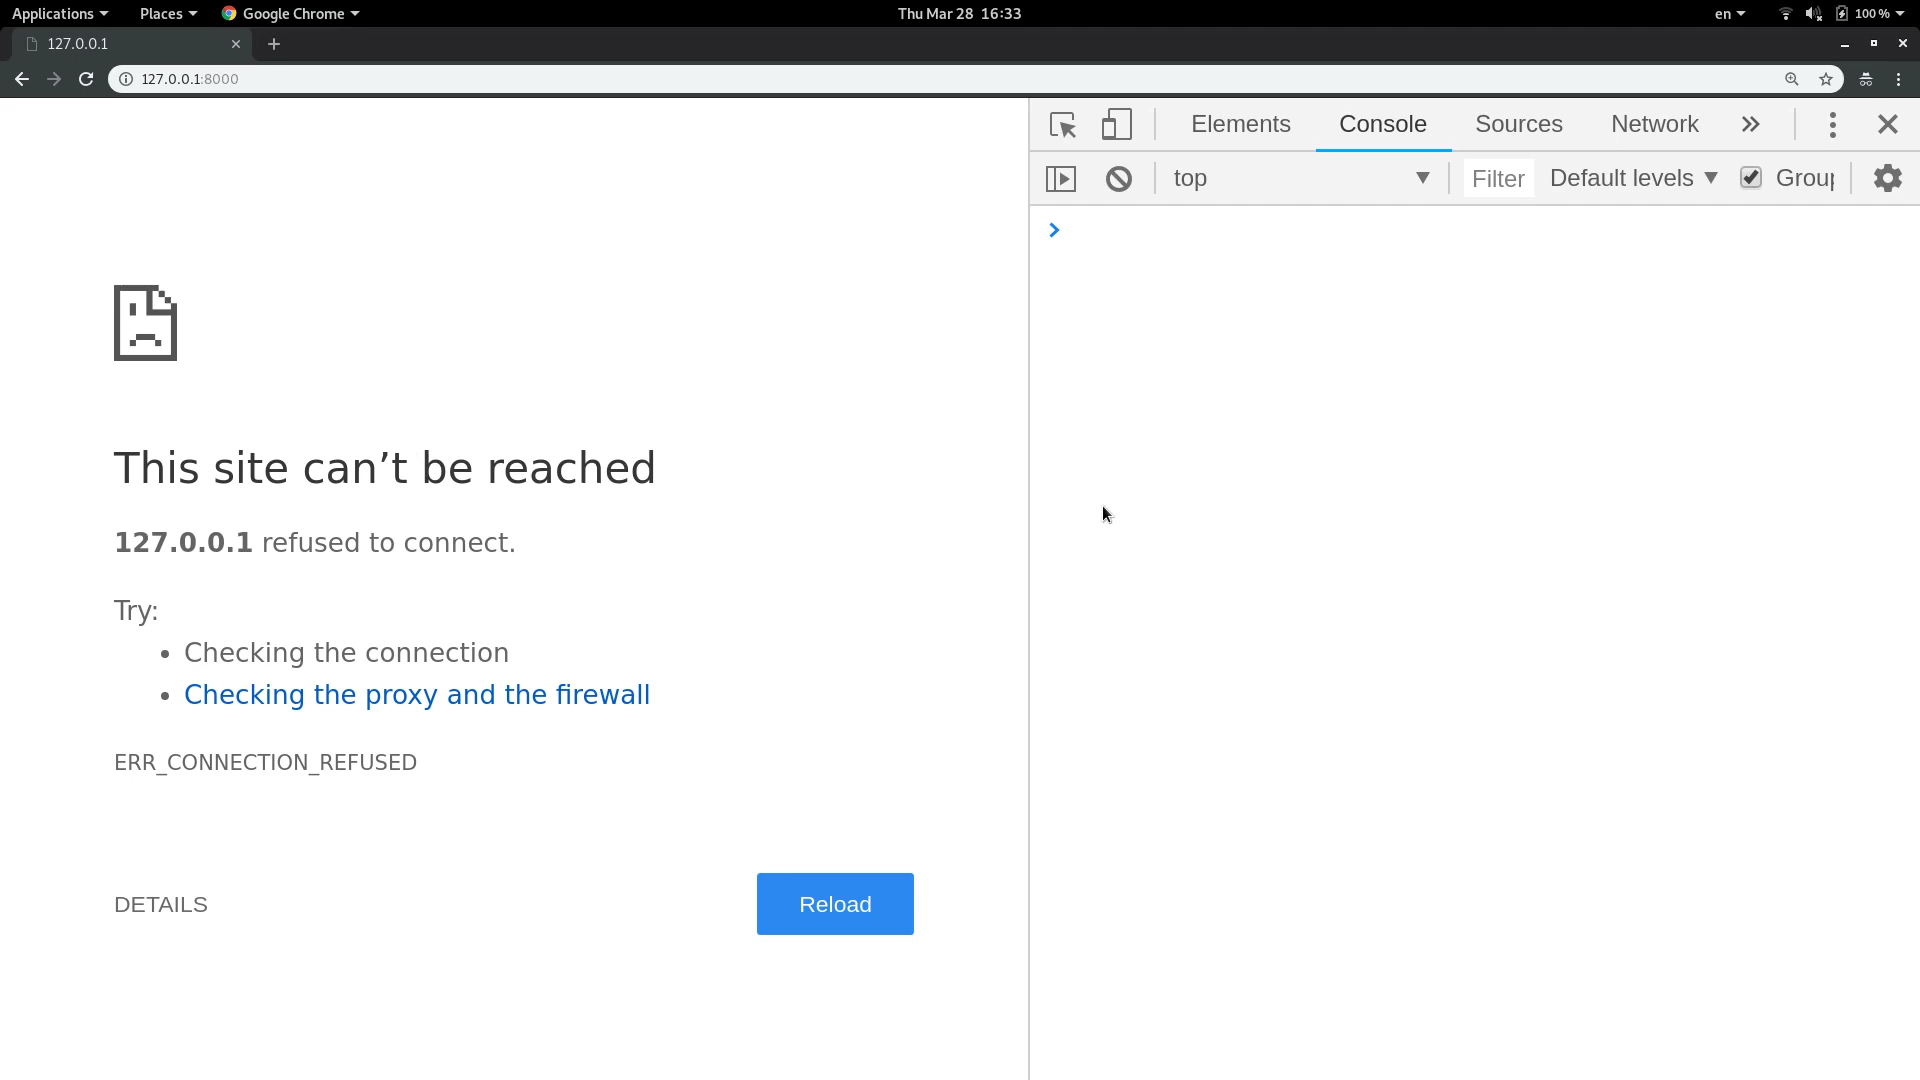 Applications Places Google Chrome Thu Mar 28 16:33 en 100 %
127.0.0.1
127.0.0.1:8000
Elements Console Sources Network
top Filter Default levels Group
This site can’t be reached
127.0.0.1 refused to connect.
Try:
• Checking the connection
• Checking the proxy and the firewall
ERR_CONNECTION_REFUSED
DETAILS Reload